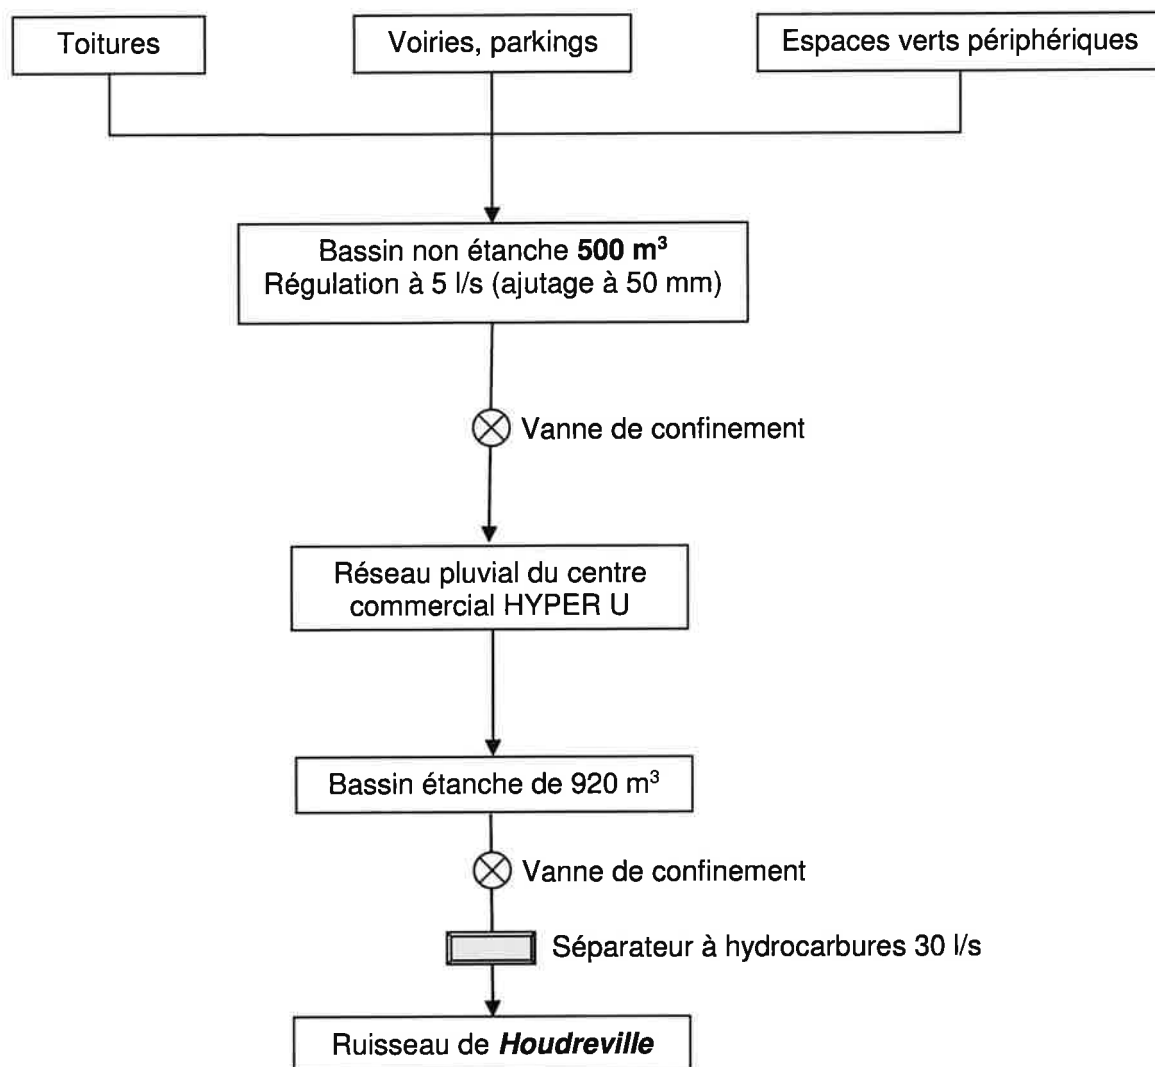 Toitures
Voiries, parkings
Espaces verts périphériques
Bassin non étanche 500 m³
Régulation à 5 l/s (ajutage à 50 mm)
Vanne de confinement
Réseau pluvial du centre
commercial HYPER U
Bassin étanche de 920 m³
Vanne de confinement
Séparateur à hydrocarbures 30 l/s
Ruisseau de Houdreville